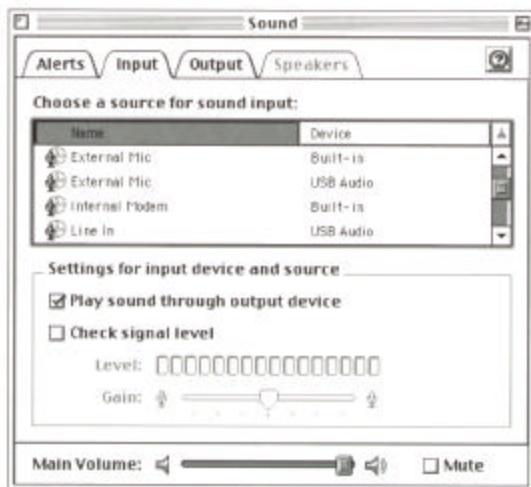 Sound
Alerts Input Output Speakers
Choose a source for sound input:
Name Device
External Mic Built-in
External Mic USB Audio
Internal Modem Built-in
Line In USB Audio
Settings for input device and source
Play sound through output device
Check signal level
Level:
Gain:
Main Volume: Mute